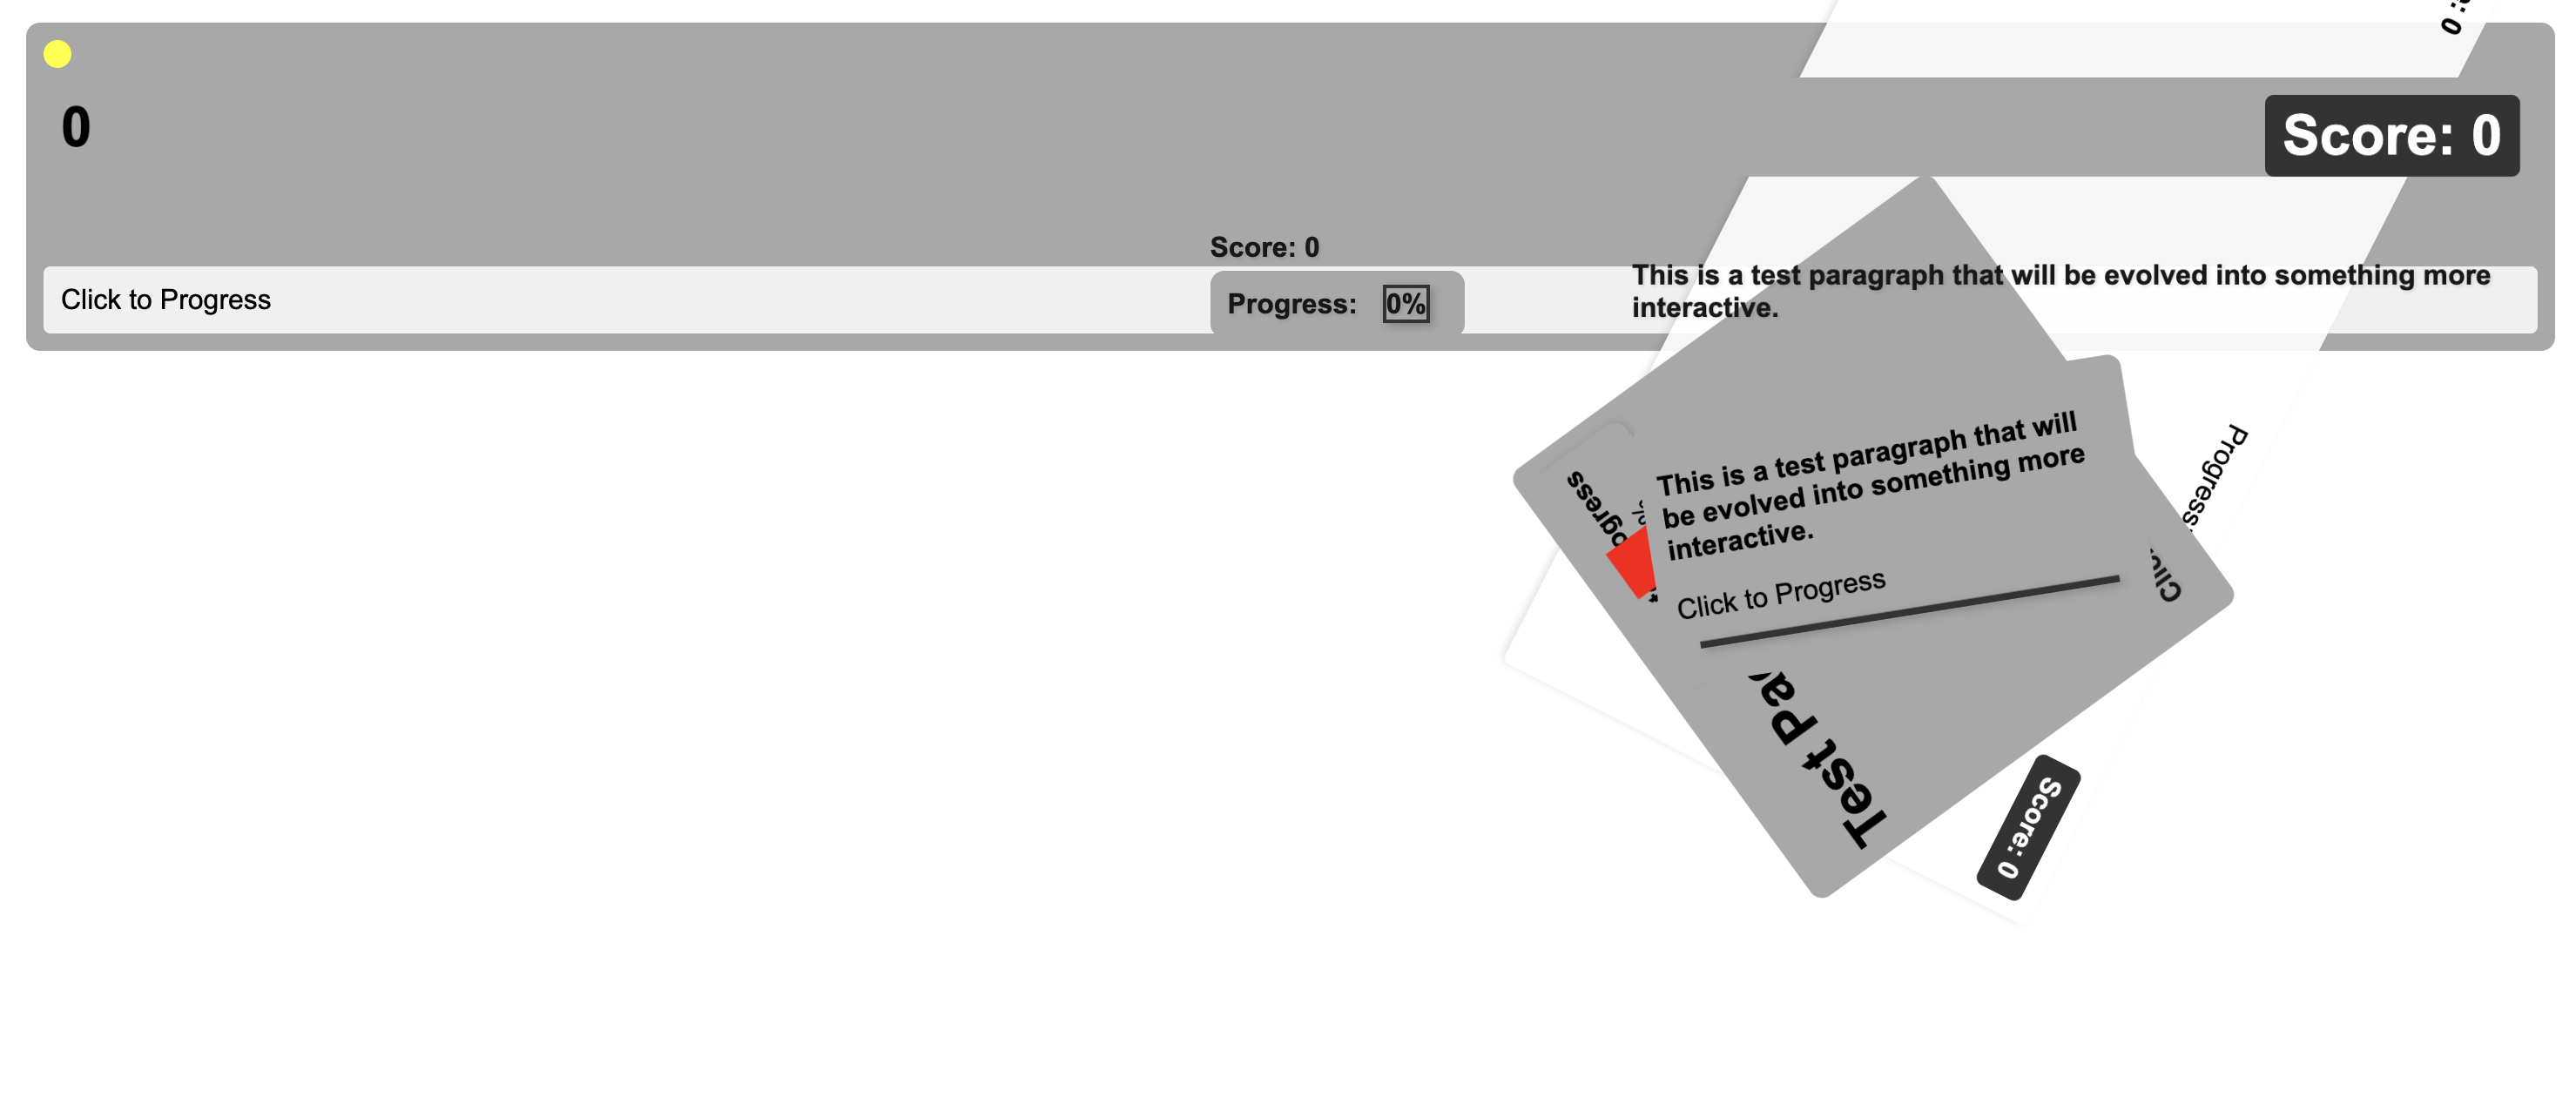 : 0
0
Score: 0
Score: 0
Click to Progress
Progress: 0%
This is a test paragraph that will be evolved into something more
interactive.
This is a test paragraph that will
be evolved into something more
interactive.
Click to Progress
Progress
ogress
%
Clic
Test Pa
Score: 0